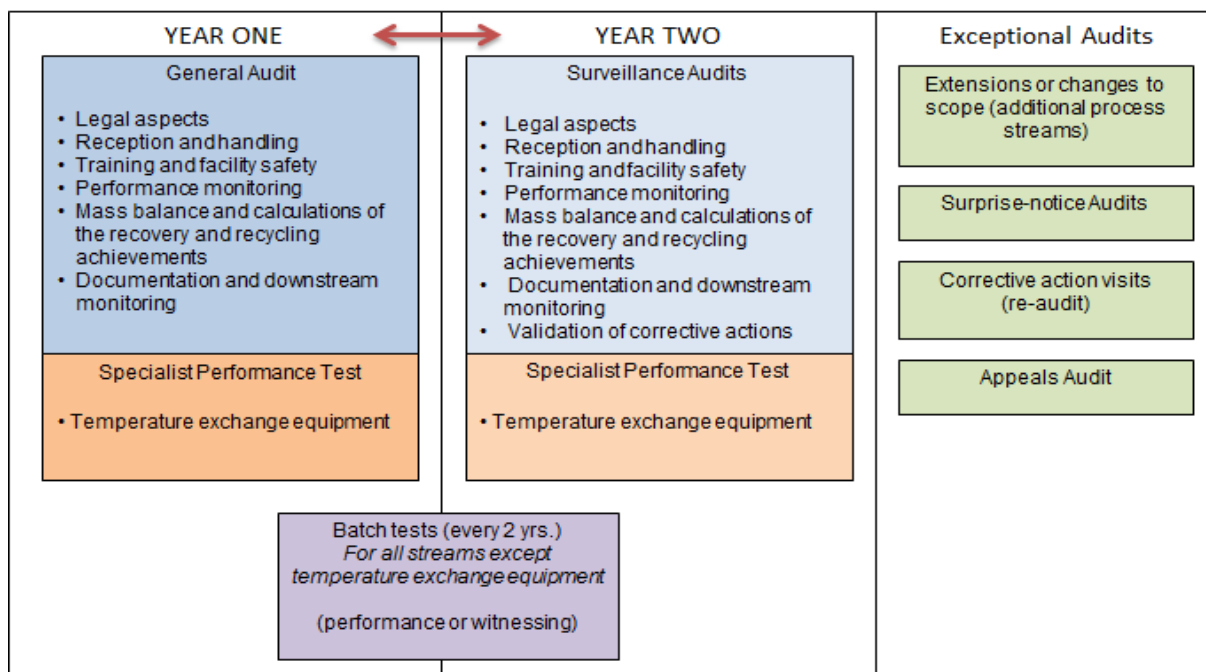 YEAR ONE
General Audit
• Legal aspects
• Reception and handling
• Training and facility safety
• Performance monitoring
• Mass balance and calculations of
the recovery and recycling
achievements
• Documentation and downstream
monitoring
Specialist Performance Test
• Temperature exchange equipment
YEAR TWO
Surveillance Audits
• Legal aspects
• Reception and handling
• Training and facility safety
• Performance monitoring
• Mass balance and calculations of
the recovery and recycling
achievements
• Documentation and downstream
monitoring
• Validation of corrective actions
Specialist Performance Test
• Temperature exchange equipment
Batch tests (every 2 yrs.)
For all streams except
temperature exchange equipment
(performance or witnessing)
Exceptional Audits
Extensions or changes to
scope (additional process
streams)
Surprise-notice Audits
Corrective action visits
(re-audit)
Appeals Audit